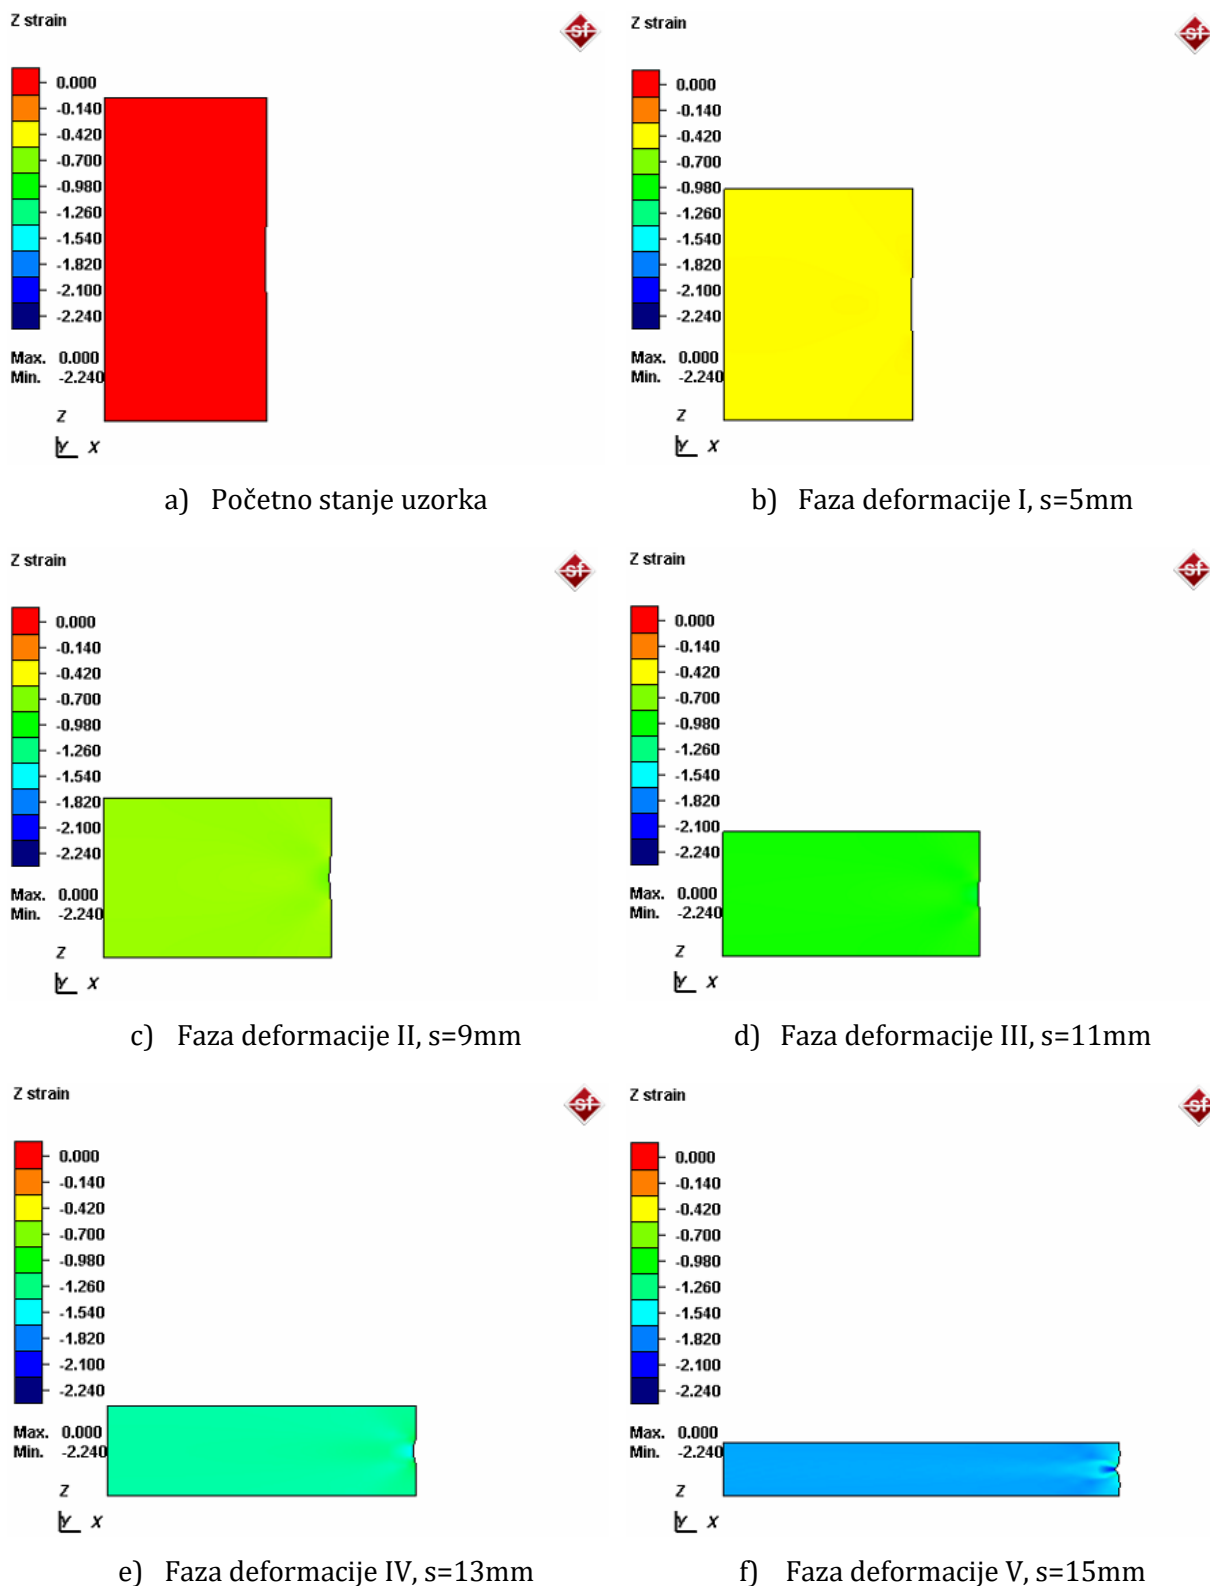 Z strain
sf
0.000
-0.140
-0.420
-0.700
-0.980
-1.260
-1.540
-1.820
-2.100
-2.240
Max. 0.000
Min. -2.240
Z
Y X
a) Početno stanje uzorka
Z strain
sf
0.000
-0.140
-0.420
-0.700
-0.980
-1.260
-1.540
-1.820
-2.100
-2.240
Max. 0.000
Min. -2.240
Z
Y X
b) Faza deformacije I, s=5mm
Z strain
sf
0.000
-0.140
-0.420
-0.700
-0.980
-1.260
-1.540
-1.820
-2.100
-2.240
Max. 0.000
Min. -2.240
Z
Y X
c) Faza deformacije II, s=9mm
Z strain
sf
0.000
-0.140
-0.420
-0.700
-0.980
-1.260
-1.540
-1.820
-2.100
-2.240
Max. 0.000
Min. -2.240
Z
Y X
d) Faza deformacije III, s=11mm
Z strain
sf
0.000
-0.140
-0.420
-0.700
-0.980
-1.260
-1.540
-1.820
-2.100
-2.240
Max. 0.000
Min. -2.240
Z
Y X
e) Faza deformacije IV, s=13mm
Z strain
sf
0.000
-0.140
-0.420
-0.700
-0.980
-1.260
-1.540
-1.820
-2.100
-2.240
Max. 0.000
Min. -2.240
Z
Y X
f) Faza deformacije V, s=15mm